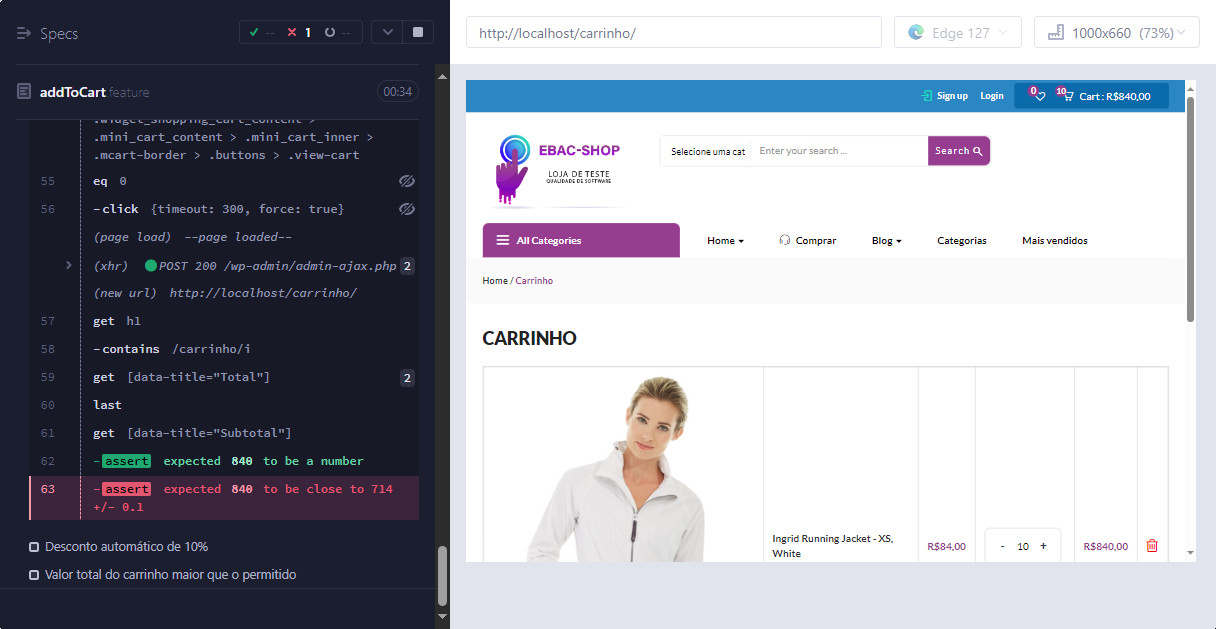 Specs
-- 1 --
addToCart feature
00:34
.widget_shopping_cart_content >
.mini_cart_content > .mini_cart_inner >
.mcart-border > .buttons > .view-cart
55 eq 0
56 -click {timeout: 300, force: true}
(page load) --page loaded--
(xhr) POST 200 /wp-admin/admin-ajax.php 2
(new url) http://localhost/carrinho/
57 get h1
58 -contains /carrinho/i
59 get [data-title="Total"] 2
60 last
61 get [data-title="Subtotal"]
62 -assert expected 840 to be a number
63 -assert expected 840 to be close to 714
+/- 0.1
Desconto automático de 10%
Valor total do carrinho maior que o permitido
http://localhost/carrinho/
Edge 127
1000x660 (73%)
Sign up Login
0 10 Cart : R$840,00
EBAC-SHOP
LOJA DE TESTE
QUALIDADE DE SOFTWARE
Selecione uma cat
Enter your search ...
Search
All Categories
Home Comprar Blog Categorias Mais vendidos
Home / Carrinho
CARRINHO
Ingrid Running Jacket - XS,
White
R$84,00
- 10 +
R$840,00